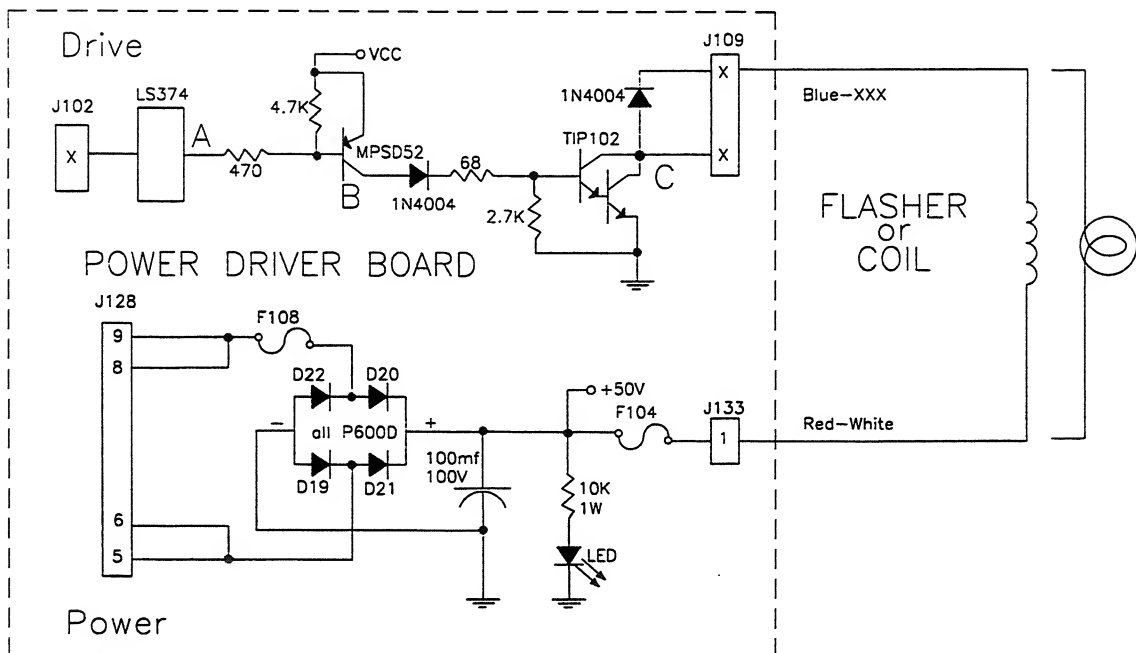 Drive
VCC
J109
X
X
Blue-XXX
J102
X
LS374
A
470
4.7K
MPSD52
B
1N4004
68
2.7K
TIP102
1N4004
C
FLASHER
or
COIL
POWER DRIVER BOARD
J128
9
8
6
5
F108
D22
D20
all P600D
D19
D21
-
+
100mf
100V
+50V
10K
1W
LED
F104
J133
1
Red-White
Power